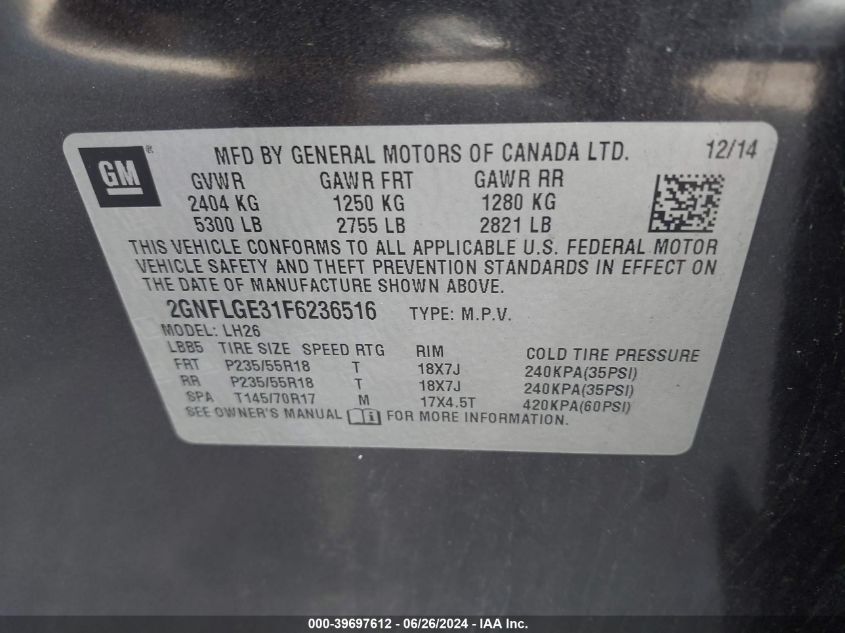 GM
MFD BY GENERAL MOTORS OF CANADA LTD. 12/14
GVWR GAWR FRT GAWR RR
2404 KG 1250 KG 1280 KG
5300 LB 2755 LB 2821 LB
THIS VEHICLE CONFORMS TO ALL APPLICABLE U.S. FEDERAL MOTOR
VEHICLE SAFETY AND THEFT PREVENTION STANDARDS IN EFFECT ON
THE DATE OF MANUFACTURE SHOWN ABOVE.
2GNFLGE31F6236516 TYPE: M.P.V.
MODEL: LH26
LBB5 TIRE SIZE SPEED RTG RIM COLD TIRE PRESSURE
FRT P235/55R18 T 18X7J 240KPA(35PSI)
RR P235/55R18 T 18X7J 240KPA(35PSI)
SPA T145/70R17 M 17X4.5T 420KPA(60PSI)
SEE OWNER'S MANUAL FOR MORE INFORMATION.
000-39697612 - 06/26/2024 - IAA Inc.